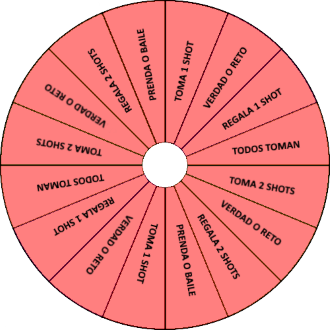 TOMA 1 SHOT
VERDAD O RETO
REGALA 1 SHOT
TODOS TOMAN
TOMA 2 SHOTS
VERDAD O RETO
REGALA 2 SHOTS
PRENDA O BAILE
TOMA 1 SHOT
VERDAD O RETO
REGALA 1 SHOT
TODOS TOMAN
TOMA 2 SHOTS
VERDAD O RETO
REGALA 2 SHOTS
PRENDA O BAILE